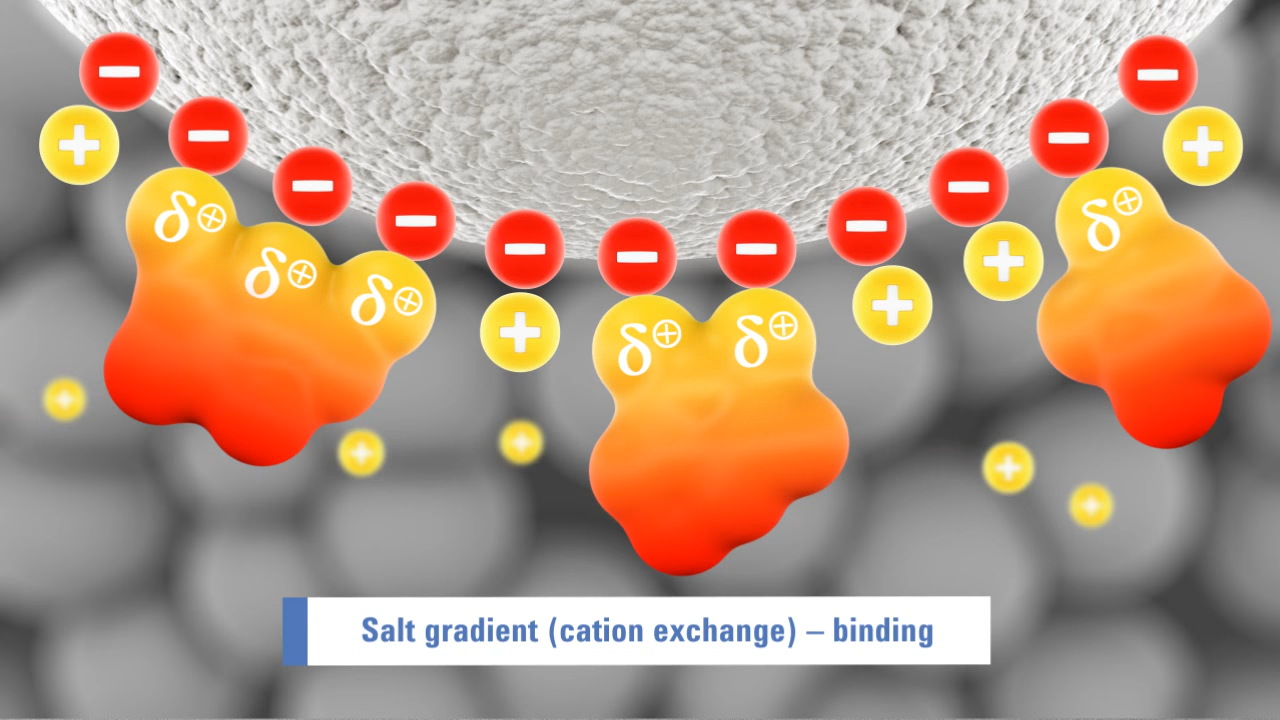 − −
+ +
− −
− −
− −
− − −
δ⊕ δ⊕ δ⊕
δ⊕
+ +
+ +
δ⊕ δ⊕
+ + + + +
Salt gradient (cation exchange) – binding